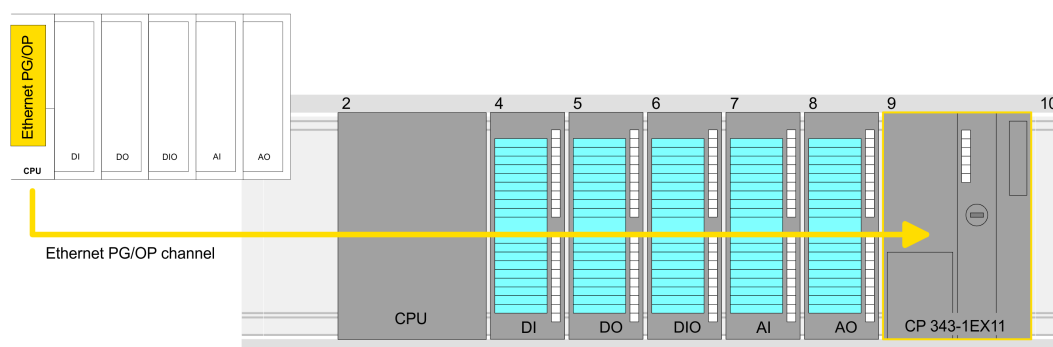 Ethernet PG/OP
CPU
DI
DO
DIO
AI
AO
2
4
5
6
7
8
9
10
Ethernet PG/OP channel
CPU
DI
DO
DIO
AI
AO
CP 343-1EX11